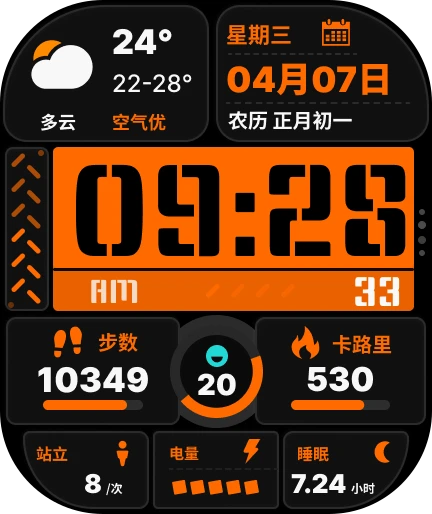 24°
22-28°
多云 空气优
星期三
04月07日
农历 正月初一
09:28
AM 33
步数
10349
20
卡路里
530
站立
8 /次
电量
睡眠
7.24 小时